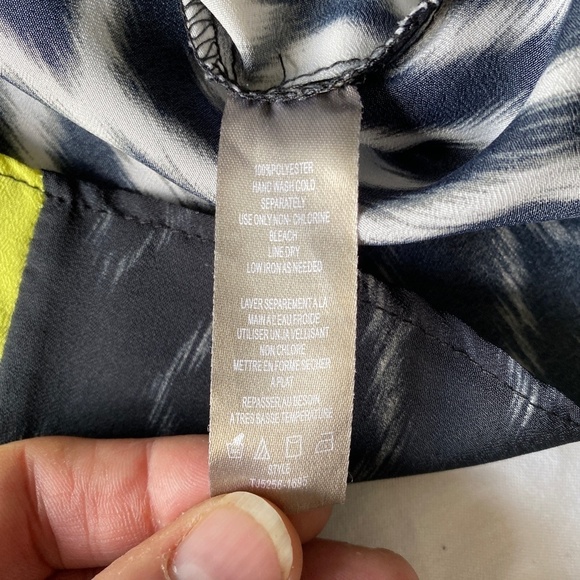 100%POLYESTER
HAND WASH COLD
SEPARATELY
USE ONLY NON-CHLORINE
BLEACH
LINE DRY
LOW IRON AS NEEDED
LAVER SEPAREMENT A LA
MAIN A L'EAU FROIDE
UTILISER UN JAVELLISANT
NON CHLORE
METTRE EN FORME SECHER
A PLAT
REPASSER AU BESOIN
A TRES BASSE TEMPERATURE
STYLE